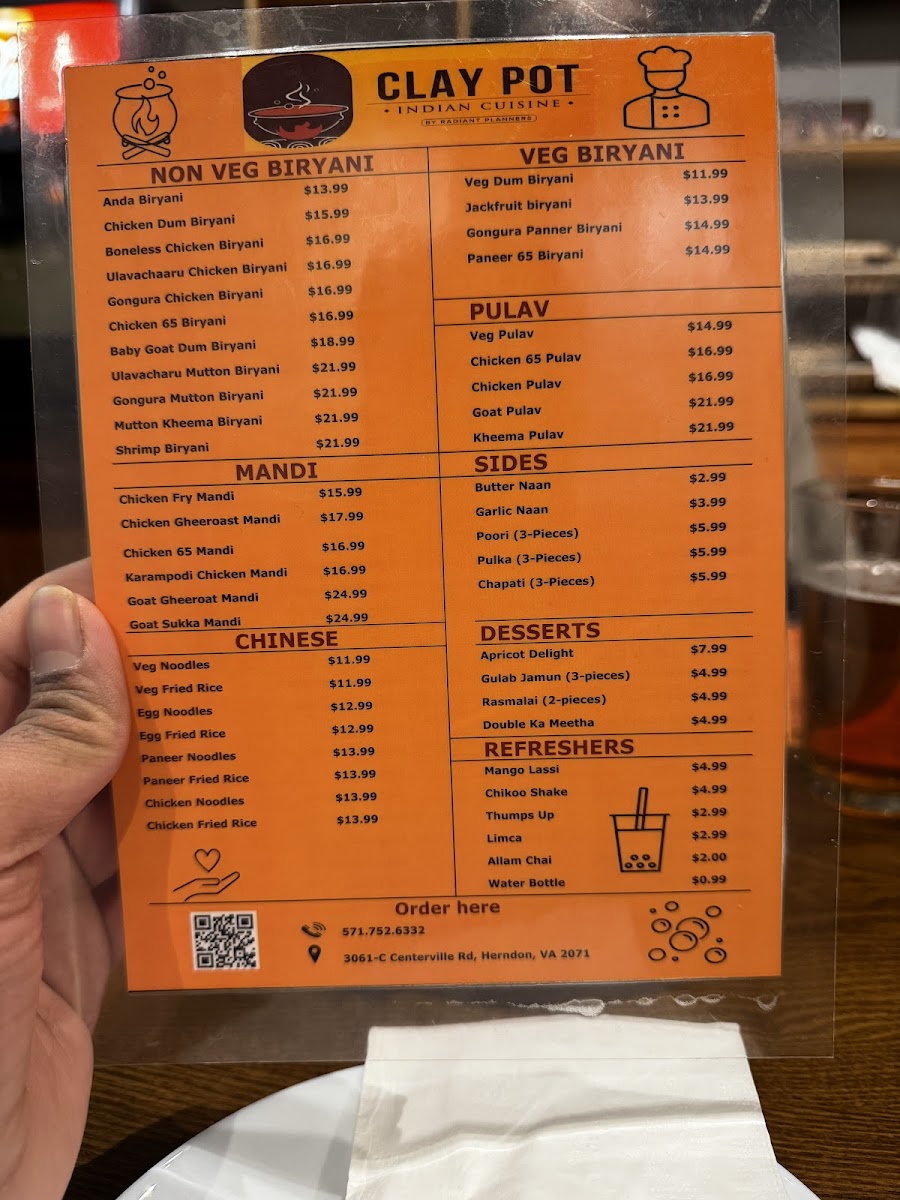 CLAY POT
• INDIAN CUISINE •
BY RADIANT PLANNERS
NON VEG BIRYANI
Anda Biryani $13.99
Chicken Dum Biryani $15.99
Boneless Chicken Biryani $16.99
Ulavachaaru Chicken Biryani $16.99
Gongura Chicken Biryani $16.99
Chicken 65 Biryani $16.99
Baby Goat Dum Biryani $18.99
Ulavacharu Mutton Biryani $21.99
Gongura Mutton Biryani $21.99
Mutton Kheema Biryani $21.99
Shrimp Biryani $21.99
MANDI
Chicken Fry Mandi $15.99
Chicken Gheeroast Mandi $17.99
Chicken 65 Mandi $16.99
Karampodi Chicken Mandi $16.99
Goat Gheeroat Mandi $24.99
Goat Sukka Mandi $24.99
CHINESE
Veg Noodles $11.99
Veg Fried Rice $11.99
Egg Noodles $12.99
Egg Fried Rice $12.99
Paneer Noodles $13.99
Paneer Fried Rice $13.99
Chicken Noodles $13.99
Chicken Fried Rice $13.99
VEG BIRYANI
Veg Dum Biryani $11.99
Jackfruit biryani $13.99
Gongura Panner Biryani $14.99
Paneer 65 Biryani $14.99
PULAV
Veg Pulav $14.99
Chicken 65 Pulav $16.99
Chicken Pulav $16.99
Goat Pulav $21.99
Kheema Pulav $21.99
SIDES
Butter Naan $2.99
Garlic Naan $3.99
Poori (3-Pieces) $5.99
Pulka (3-Pieces) $5.99
Chapati (3-Pieces) $5.99
DESSERTS
Apricot Delight $7.99
Gulab Jamun (3-pieces) $4.99
Rasmalai (2-pieces) $4.99
Double Ka Meetha $4.99
REFRESHERS
Mango Lassi $4.99
Chikoo Shake $4.99
Thumps Up $2.99
Limca $2.99
Allam Chai $2.00
Water Bottle $0.99
Order here
571.752.6332
3061-C Centerville Rd, Herndon, VA 2071